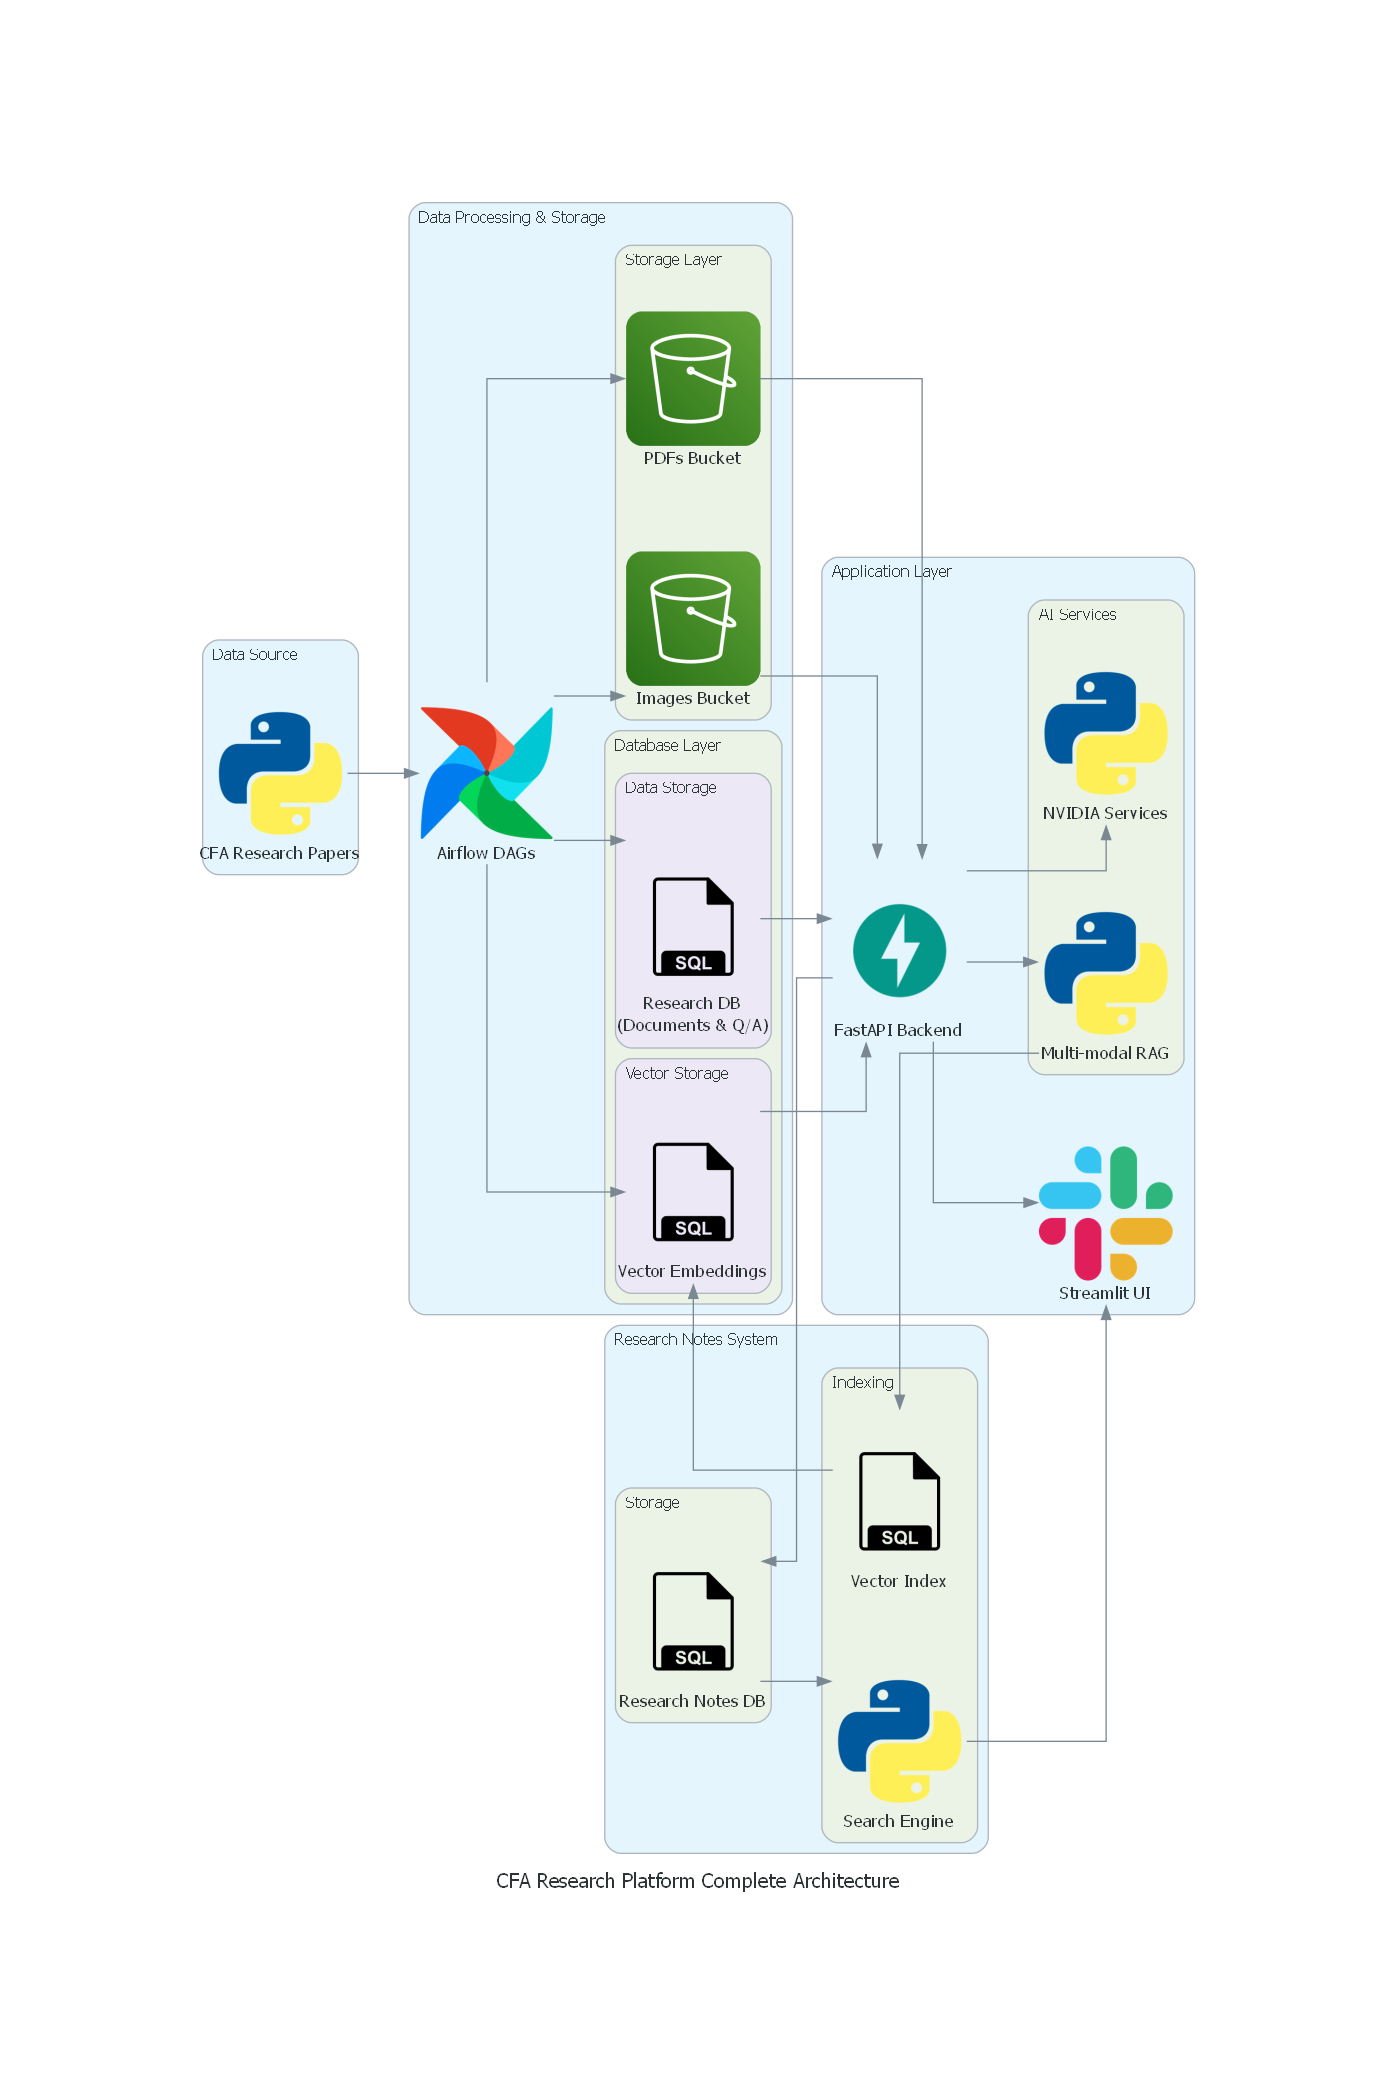 Data Processing & Storage
Storage Layer
PDFs Bucket
Images Bucket
Data Source
CFA Research Papers
Airflow DAGs
Database Layer
Data Storage
SQL
Research DB
(Documents & Q/A)
Vector Storage
SQL
Vector Embeddings
Application Layer
AI Services
NVIDIA Services
FastAPI Backend
Multi-modal RAG
Streamlit UI
Research Notes System
Indexing
SQL
Vector Index
Storage
SQL
Research Notes DB
Search Engine
CFA Research Platform Complete Architecture